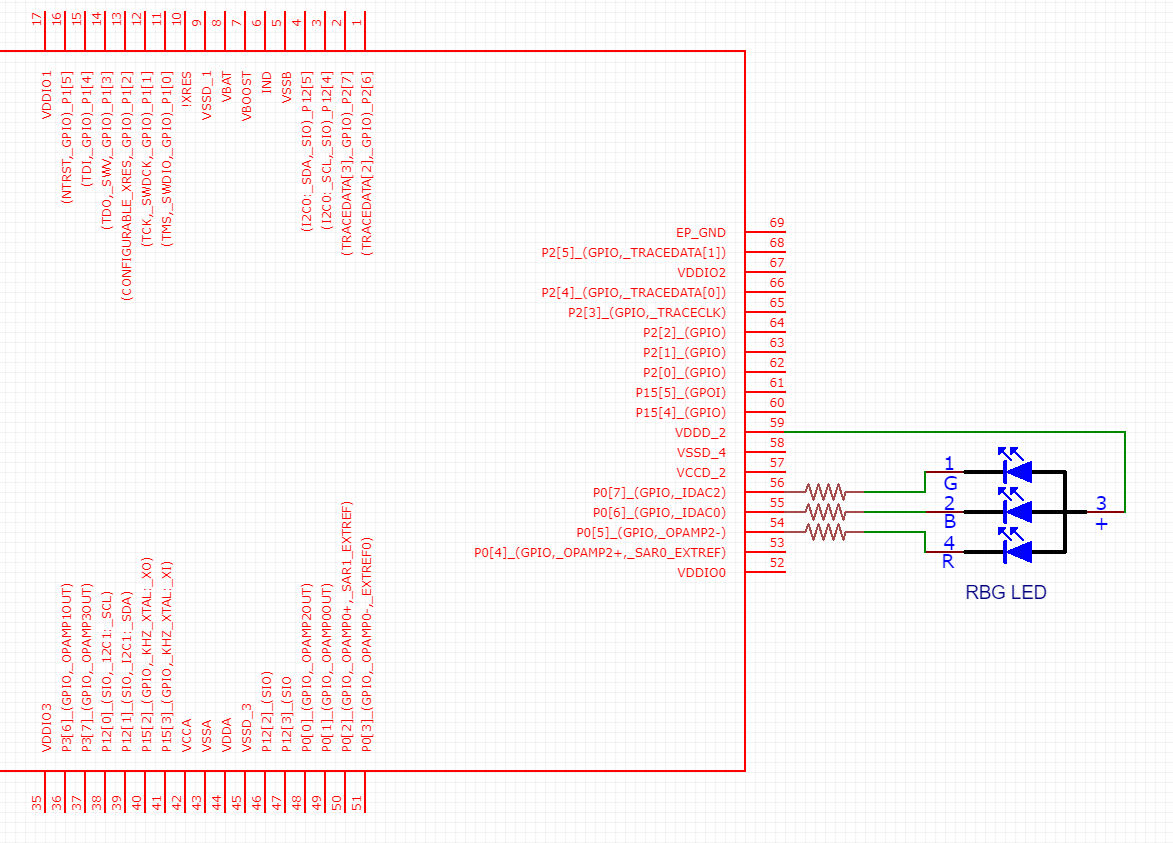 17
16
15
14
13
12
11
10
9
8
7
6
5
4
3
2
1
VDDIO1
(NTRST,_GPIO)_P1[5]
(TDI,_GPIO)_P1[4]
(TDO,_SWV,_GPIO)_P1[3]
(CONFIGURABLE_XRES,_GPIO)_P1[2]
(TCK,_SWDCK,_GPIO)_P1[1]
(TMS,_SWDIO,_GPIO)_P1[0]
!XRES
VSSD_1
VBAT
VBOOST
IND
VSSB
(I2C0:_SDA,_SIO)_P12[5]
(I2C0:_SCL,_SIO)_P12[4]
(TRACEDATA[3],_GPIO)_P2[7]
(TRACEDATA[2],_GPIO)_P2[6]
EP_GND 69
P2[5]_(GPIO,_TRACEDATA[1]) 68
VDDIO2 67
P2[4]_(GPIO,_TRACEDATA[0]) 66
P2[3]_(GPIO,_TRACECLK) 65
P2[2]_(GPIO) 64
P2[1]_(GPIO) 63
P2[0]_(GPIO) 62
P15[5]_(GPOI) 61
P15[4]_(GPIO) 60
VDDD_2 59
VSSD_4 58
VCCD_2 57
P0[7]_(GPIO,_IDAC2) 56
P0[6]_(GPIO,_IDAC0) 55
P0[5]_(GPIO,_OPAMP2-) 54
P0[4]_(GPIO,_OPAMP2+,_SAR0_EXTREF) 53
VDDIO0 52
1
G
2
B
4
R
3
+
RBG LED
VDDIO3
P3[6]_(GPIO,_OPAMP1OUT)
P3[7]_(GPIO,_OPAMP3OUT)
P12[0]_(SIO,_12C1:_SCL)
P12[1]_(SIO,_I2C1:_SDA)
P15[2]_(GPIO,_KHZ_XTAL:_XO)
P15[3]_(GPIO,_KHZ_XTAL:_XI)
VCCA
VSSA
VDDA
VSSD_3
P12[2]_(SIO)
P12[3]_(SIO
P0[0]_(GPIO,_OPAMP2OUT)
P0[1]_(GPIO,_OPAMP0OUT)
P0[2]_(GPIO,_OPAMP0+,_SAR1_EXTREF)
P0[3]_(GPIO,_OPAMP0-,_EXTREF0)
35
36
37
38
39
40
41
42
43
44
45
46
47
48
49
50
51